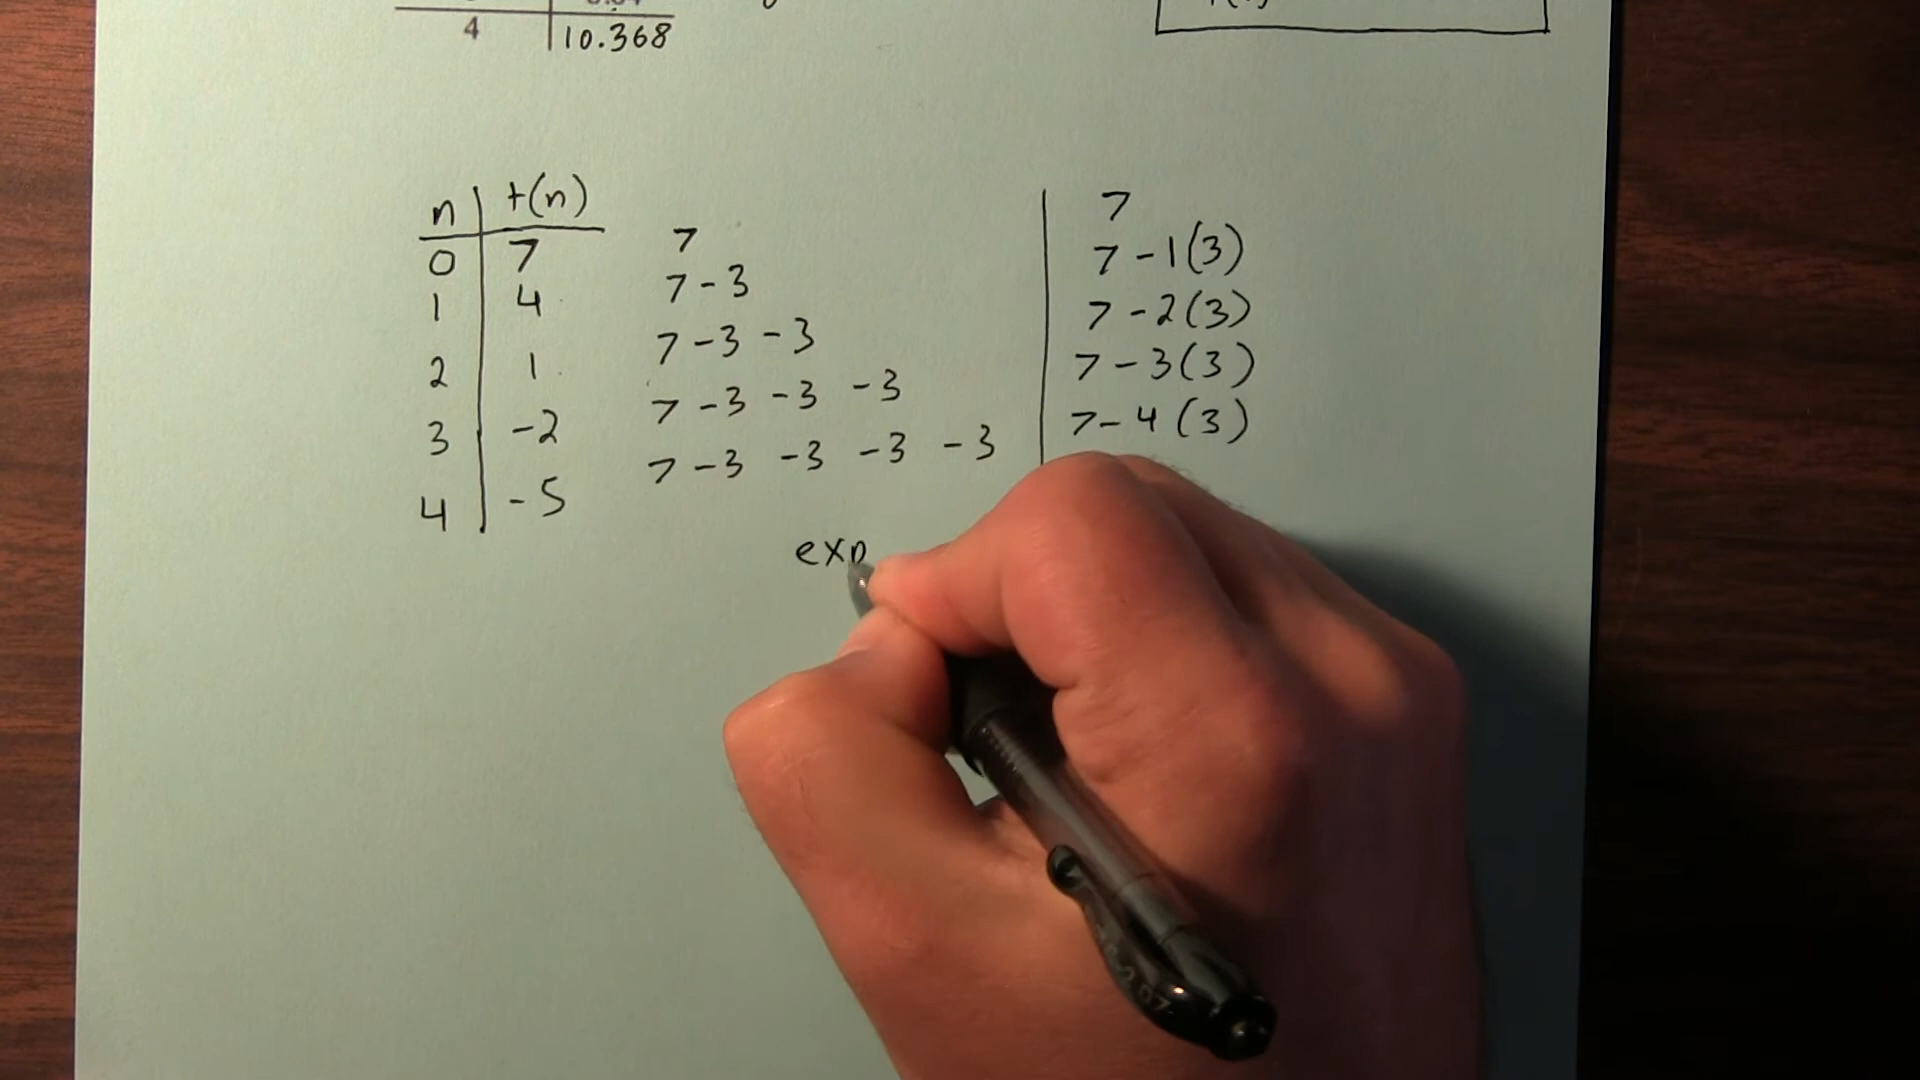 4 10.368
n t(n)
0 7 7 7
1 4 7 - 3 7 - 1(3)
2 1 7 - 3 - 3 7 - 2(3)
3 -2 7 - 3 - 3 - 3 7 - 3(3)
4 -5 7 - 3 - 3 - 3 - 3 7 - 4(3)
exp